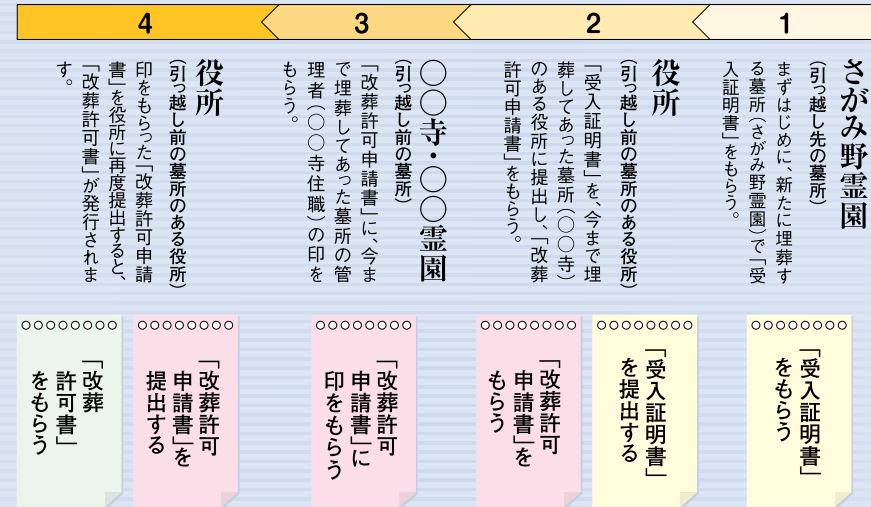 1
さがみ野霊園
(引っ越し先の墓所)
まずはじめに、新たに埋葬す
る墓所(さがみ野霊園)で「受
入証明書」をもらう。
「受入証明書」
をもらう
2
役所
(引っ越し前の墓所のある役所)
「受入証明書」を、今まで埋
葬してあった墓所(○○寺)
のある役所に提出し、「改葬
許可申請書」をもらう。
「受入証明書」
を提出する
「改葬許可
申請書」を
もらう
3
○○寺・○○霊園
(引っ越し前の墓所)
「改葬許可申請書」に、今ま
で埋葬してあった墓所の管
理者(○○寺住職)の印を
もらう。
「改葬許可
申請書」に
印をもらう
4
役所
(引っ越し前の墓所のある役所)
印をもらった「改葬許可申請
書」を役所に再度提出すると、
「改葬許可書」が発行されま
す。
「改葬許可
申請書」を
提出する
「改葬
許可書」
をもらう